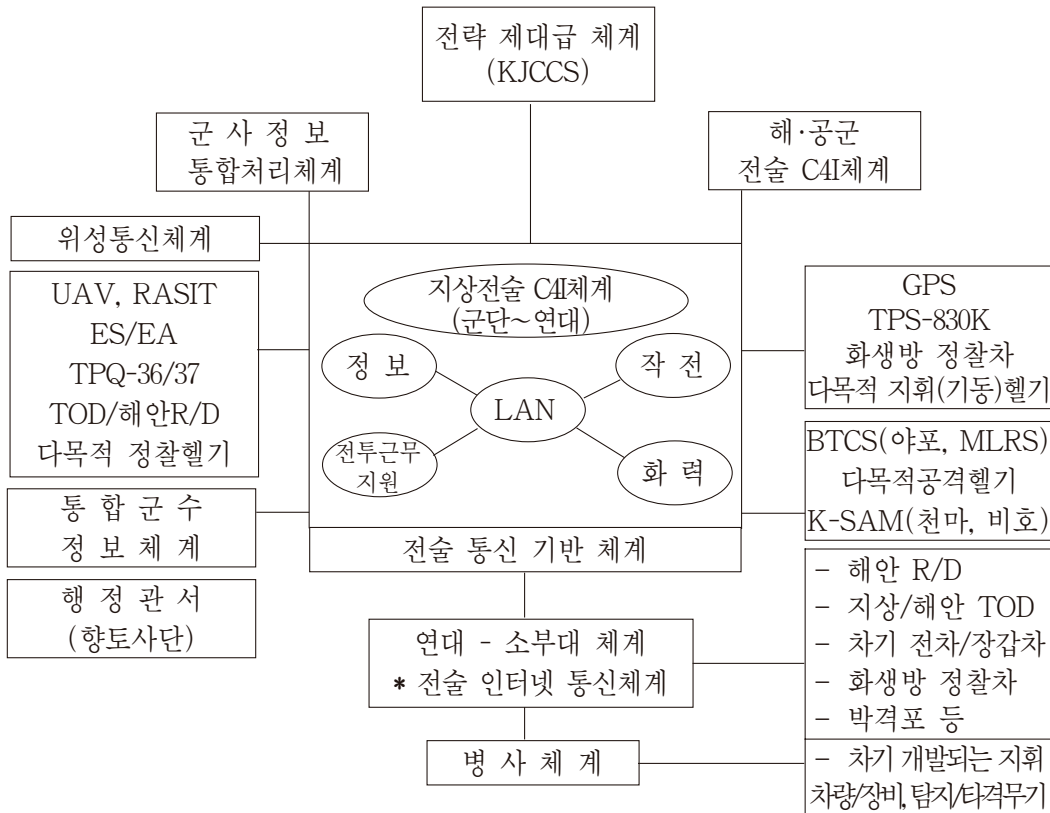 전략 제대급 체계
(KJCCS)
군 사 정 보
통합처리체계
해·공군
전술 C4I체계
위성통신체계
UAV, RASIT
ES/EA
TPQ-36/37
TOD/해안R/D
다목적 정찰헬기
통 합 군 수
정 보 체 계
행 정 관 서
(향토사단)
지상전술 C4I체계
(군단~연대)
정 보
작 전
LAN
전투근무
지원
화 력
전술 통신 기반 체계
연대 - 소부대 체계
* 전술 인터넷 통신체계
병 사 체 계
GPS
TPS-830K
화생방 정찰차
다목적 지휘(기동)헬기
BTCS(야포, MLRS)
다목적공격헬기
K-SAM(천마, 비호)
- 해안 R/D
- 지상/해안 TOD
- 차기 전차/장갑차
- 화생방 정찰차
- 박격포 등
- 차기 개발되는 지휘
차량/장비, 탐지/타격무기